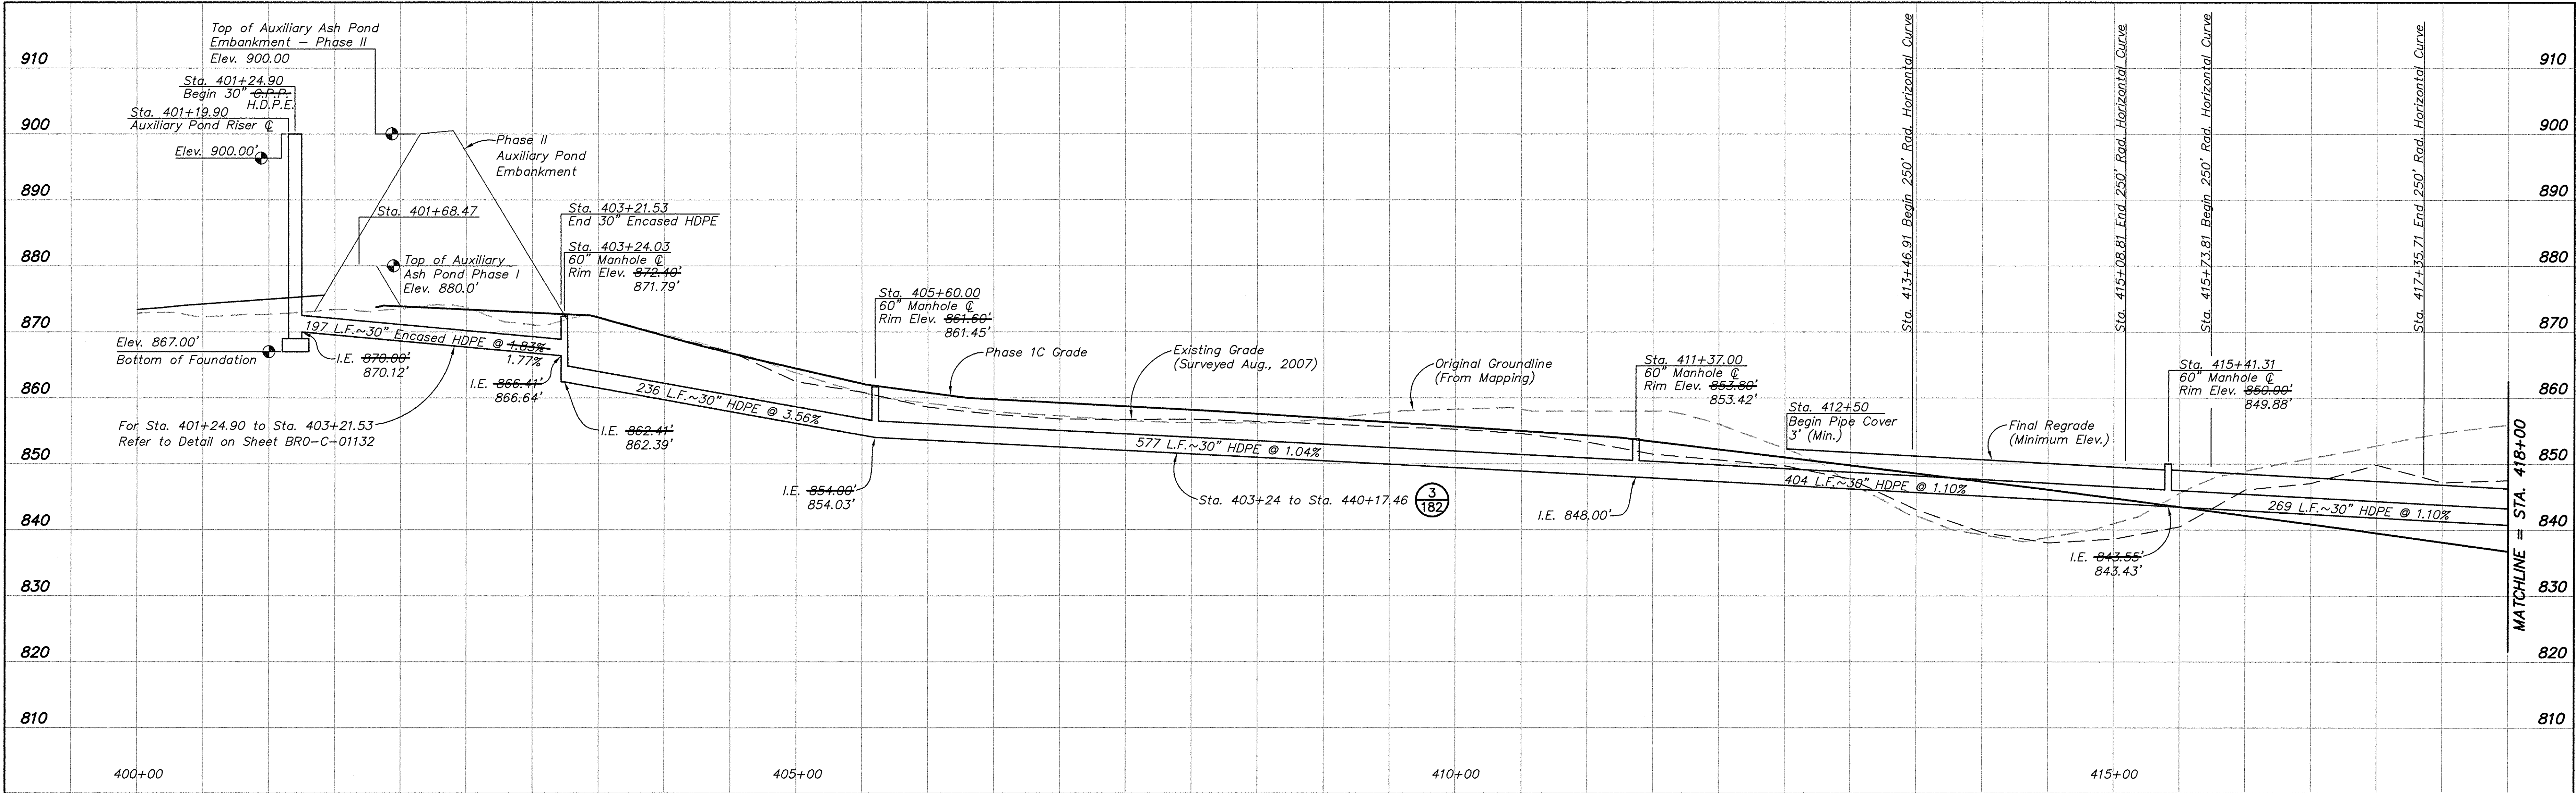 910
900
890
880
870
860
850
840
830
820
810
Top of Auxiliary Ash Pond
Embankment – Phase II
Elev. 900.00
Sta. 401+24.90
Begin 30" C.P.P.
H.D.P.E.
Sta. 401+19.90
Auxiliary Pond Riser ℄
Elev. 900.00'
Phase II
Auxiliary Pond
Embankment
Sta. 401+68.47
Top of Auxiliary
Ash Pond Phase I
Elev. 880.0'
Sta. 403+21.53
End 30" Encased HDPE
Sta. 403+24.03
60" Manhole ℄
Rim Elev. 872.40'
871.79'
Elev. 867.00'
Bottom of Foundation
197 L.F.~30" Encased HDPE @ 1.83%
1.77%
I.E. 870.00'
870.12'
I.E. 866.41'
866.64'
For Sta. 401+24.90 to Sta. 403+21.53
Refer to Detail on Sheet BRO-C-01132
236 L.F.~30" HDPE @ 3.56%
I.E. 862.41'
862.39'
Sta. 405+60.00
60" Manhole ℄
Rim Elev. 861.60'
861.45'
Phase 1C Grade
Existing Grade
(Surveyed Aug., 2007)
Original Groundline
(From Mapping)
I.E. 854.00'
854.03'
577 L.F.~30" HDPE @ 1.04%
Sta. 403+24 to Sta. 440+17.46
3
182
Sta. 411+37.00
60" Manhole ℄
Rim Elev. 853.80'
853.42'
I.E. 848.00'
Sta. 412+50
Begin Pipe Cover
3' (Min.)
404 L.F.~30" HDPE @ 1.10%
Final Regrade
(Minimum Elev.)
Sta. 413+46.91 Begin 250' Rad. Horizontal Curve
Sta. 415+08.81 End 250' Rad. Horizontal Curve
Sta. 415+73.81 Begin 250' Rad. Horizontal Curve
Sta. 417+35.71 End 250' Rad. Horizontal Curve
Sta. 415+41.31
60" Manhole ℄
Rim Elev. 850.00'
849.88'
I.E. 843.55'
843.43'
269 L.F.~30" HDPE @ 1.10%
MATCHLINE = STA. 418+00
910
900
890
880
870
860
850
840
830
820
810
400+00
405+00
410+00
415+00